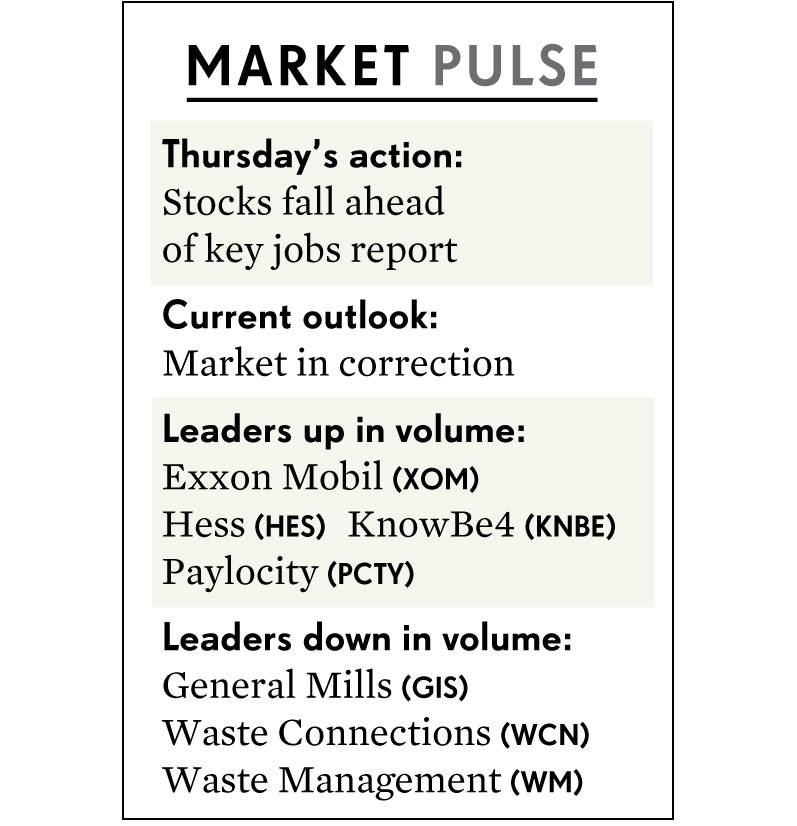 MARKET PULSE
Thursday’s action:
Stocks fall ahead
of key jobs report
Current outlook:
Market in correction
Leaders up in volume:
Exxon Mobil (XOM)
Hess (HES) KnowBe4 (KNBE)
Paylocity (PCTY)
Leaders down in volume:
General Mills (GIS)
Waste Connections (WCN)
Waste Management (WM)